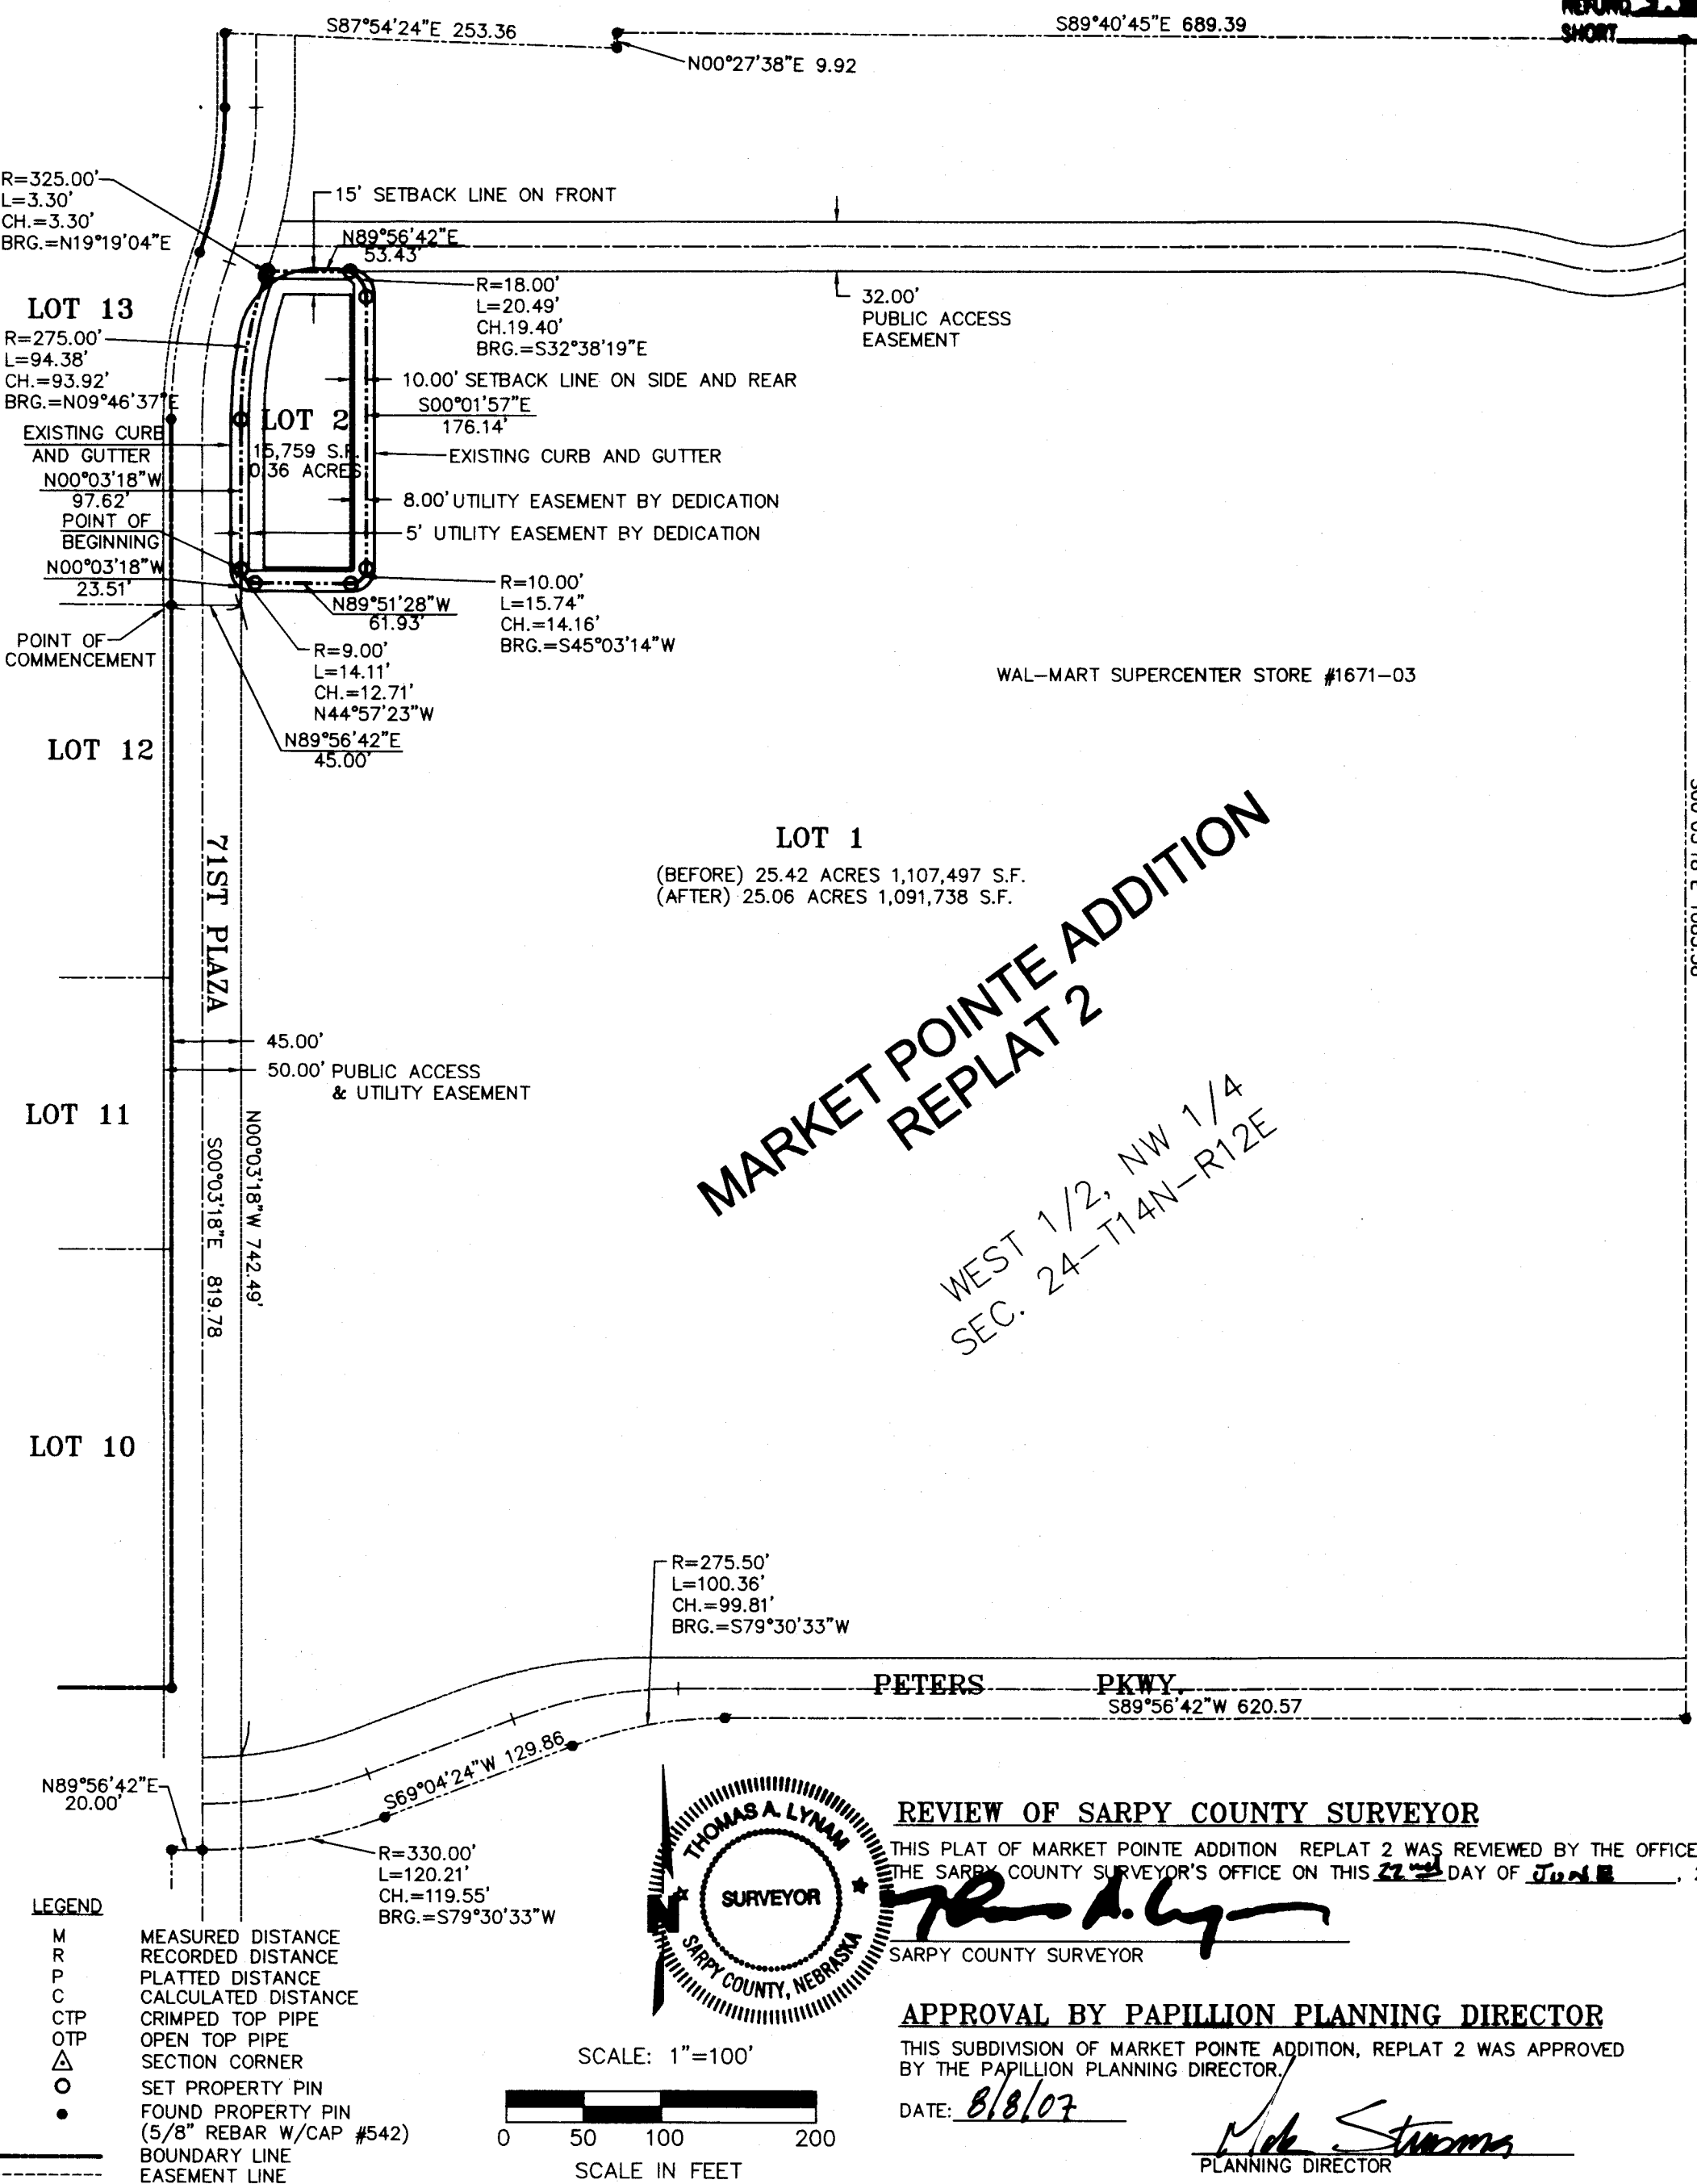 REFUND
SHORT
S87°54'24"E 253.36
S89°40'45"E 689.39
N00°27'38"E 9.92
R=325.00'
L=3.30'
CH.=3.30'
BRG.=N19°19'04"E
15' SETBACK LINE ON FRONT
N89°56'42"E
53.43'
R=18.00'
L=20.49'
CH.19.40'
BRG.=S32°38'19"E
32.00'
PUBLIC ACCESS
EASEMENT
LOT 13
R=275.00'
L=94.38'
CH.=93.92'
BRG.=N09°46'37"E
10.00' SETBACK LINE ON SIDE AND REAR
S00°01'57"E
176.14'
LOT 2
15,759 S.F.
0.36 ACRES
EXISTING CURB
AND GUTTER
EXISTING CURB AND GUTTER
N00°03'18"W
97.62'
8.00' UTILITY EASEMENT BY DEDICATION
POINT OF
BEGINNING
5' UTILITY EASEMENT BY DEDICATION
N00°03'18"W
23.51'
R=10.00'
L=15.74"
CH.=14.16'
BRG.=S45°03'14"W
N89°51'28"W
61.93'
POINT OF
COMMENCEMENT
R=9.00'
L=14.11'
CH.=12.71'
N44°57'23"W
N89°56'42"E
45.00'
WAL-MART SUPERCENTER STORE #1671-03
LOT 12
LOT 1
(BEFORE) 25.42 ACRES 1,107,497 S.F.
(AFTER) 25.06 ACRES 1,091,738 S.F.
71ST PLAZA
MARKET POINTE ADDITION
REPLAT 2
45.00'
50.00' PUBLIC ACCESS
& UTILITY EASEMENT
LOT 11
N00°03'18"W 742.49'
S00°03'18"E 819.78
WEST 1/2, NW 1/4
SEC. 24-T14N-R12E
LOT 10
R=275.50'
L=100.36'
CH.=99.81'
BRG.=S79°30'33"W
PETERS PKWY.
S89°56'42"W 620.57
S69°04'24"W 129.86
N89°56'42"E
20.00'
R=330.00'
L=120.21'
CH.=119.55'
BRG.=S79°30'33"W
THOMAS A. LYNAM
SURVEYOR
SARPY COUNTY, NEBRASKA
N
REVIEW OF SARPY COUNTY SURVEYOR
THIS PLAT OF MARKET POINTE ADDITION REPLAT 2 WAS REVIEWED BY THE OFFICE
THE SARPY COUNTY SURVEYOR'S OFFICE ON THIS 22nd DAY OF JUNE , 2
SARPY COUNTY SURVEYOR
APPROVAL BY PAPILLION PLANNING DIRECTOR
THIS SUBDIVISION OF MARKET POINTE ADDITION, REPLAT 2 WAS APPROVED
BY THE PAPILLION PLANNING DIRECTOR.
DATE: 8/8/07
PLANNING DIRECTOR
LEGEND
M MEASURED DISTANCE
R RECORDED DISTANCE
P PLATTED DISTANCE
C CALCULATED DISTANCE
CTP CRIMPED TOP PIPE
OTP OPEN TOP PIPE
SECTION CORNER
SET PROPERTY PIN
FOUND PROPERTY PIN
(5/8" REBAR W/CAP #542)
BOUNDARY LINE
EASEMENT LINE
SCALE: 1"=100'
0 50 100 200
SCALE IN FEET